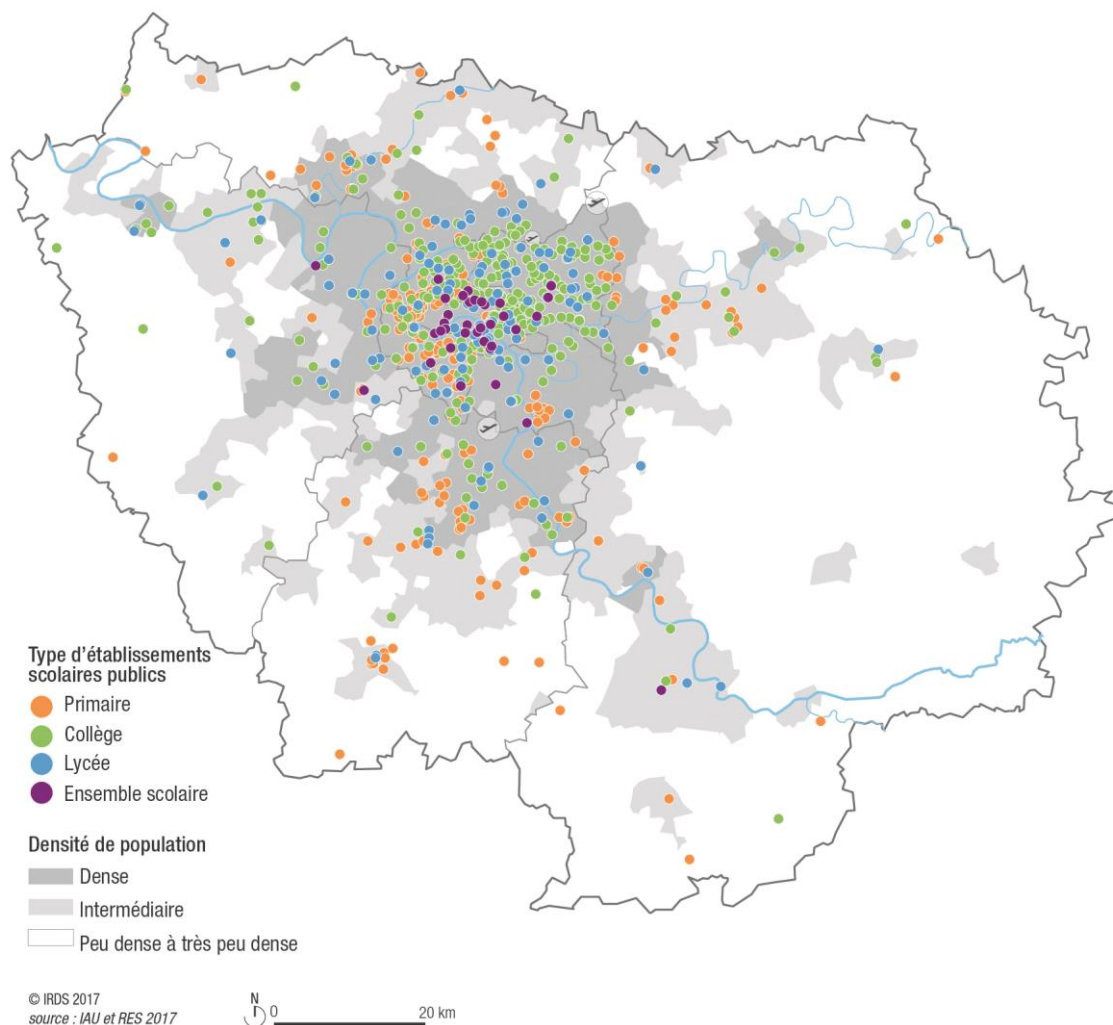 Type d'établissements
scolaires publics
Primaire
Collège
Lycée
Ensemble scolaire
Densité de population
Dense
Intermédiaire
Peu dense à très peu dense
© IRDS 2017
source : IAU et RES 2017
N
0
20 km